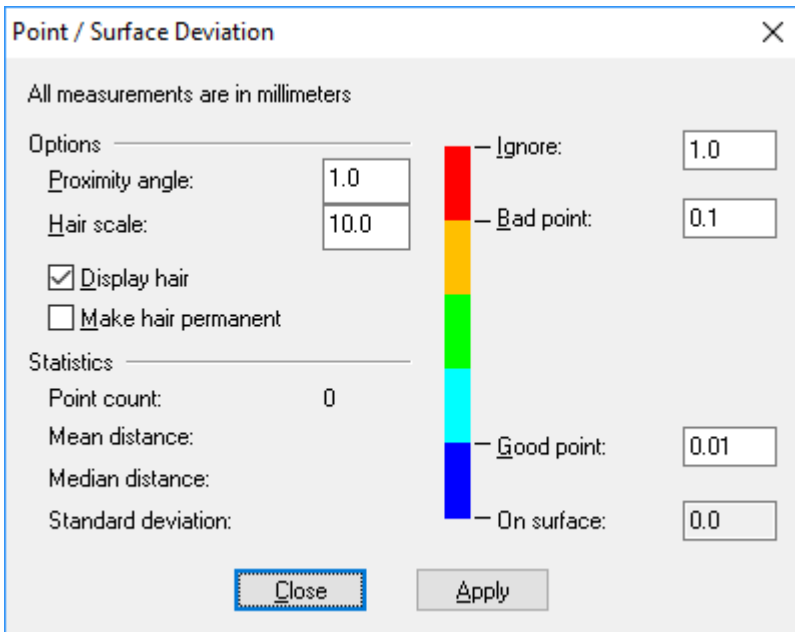 Point / Surface Deviation
All measurements are in millimeters
Options
Proximity angle: 1.0
Hair scale: 10.0
Display hair
Make hair permanent
Statistics
Point count: 0
Mean distance:
Median distance:
Standard deviation:
Ignore: 1.0
Bad point: 0.1
Good point: 0.01
On surface: 0.0
Close Apply